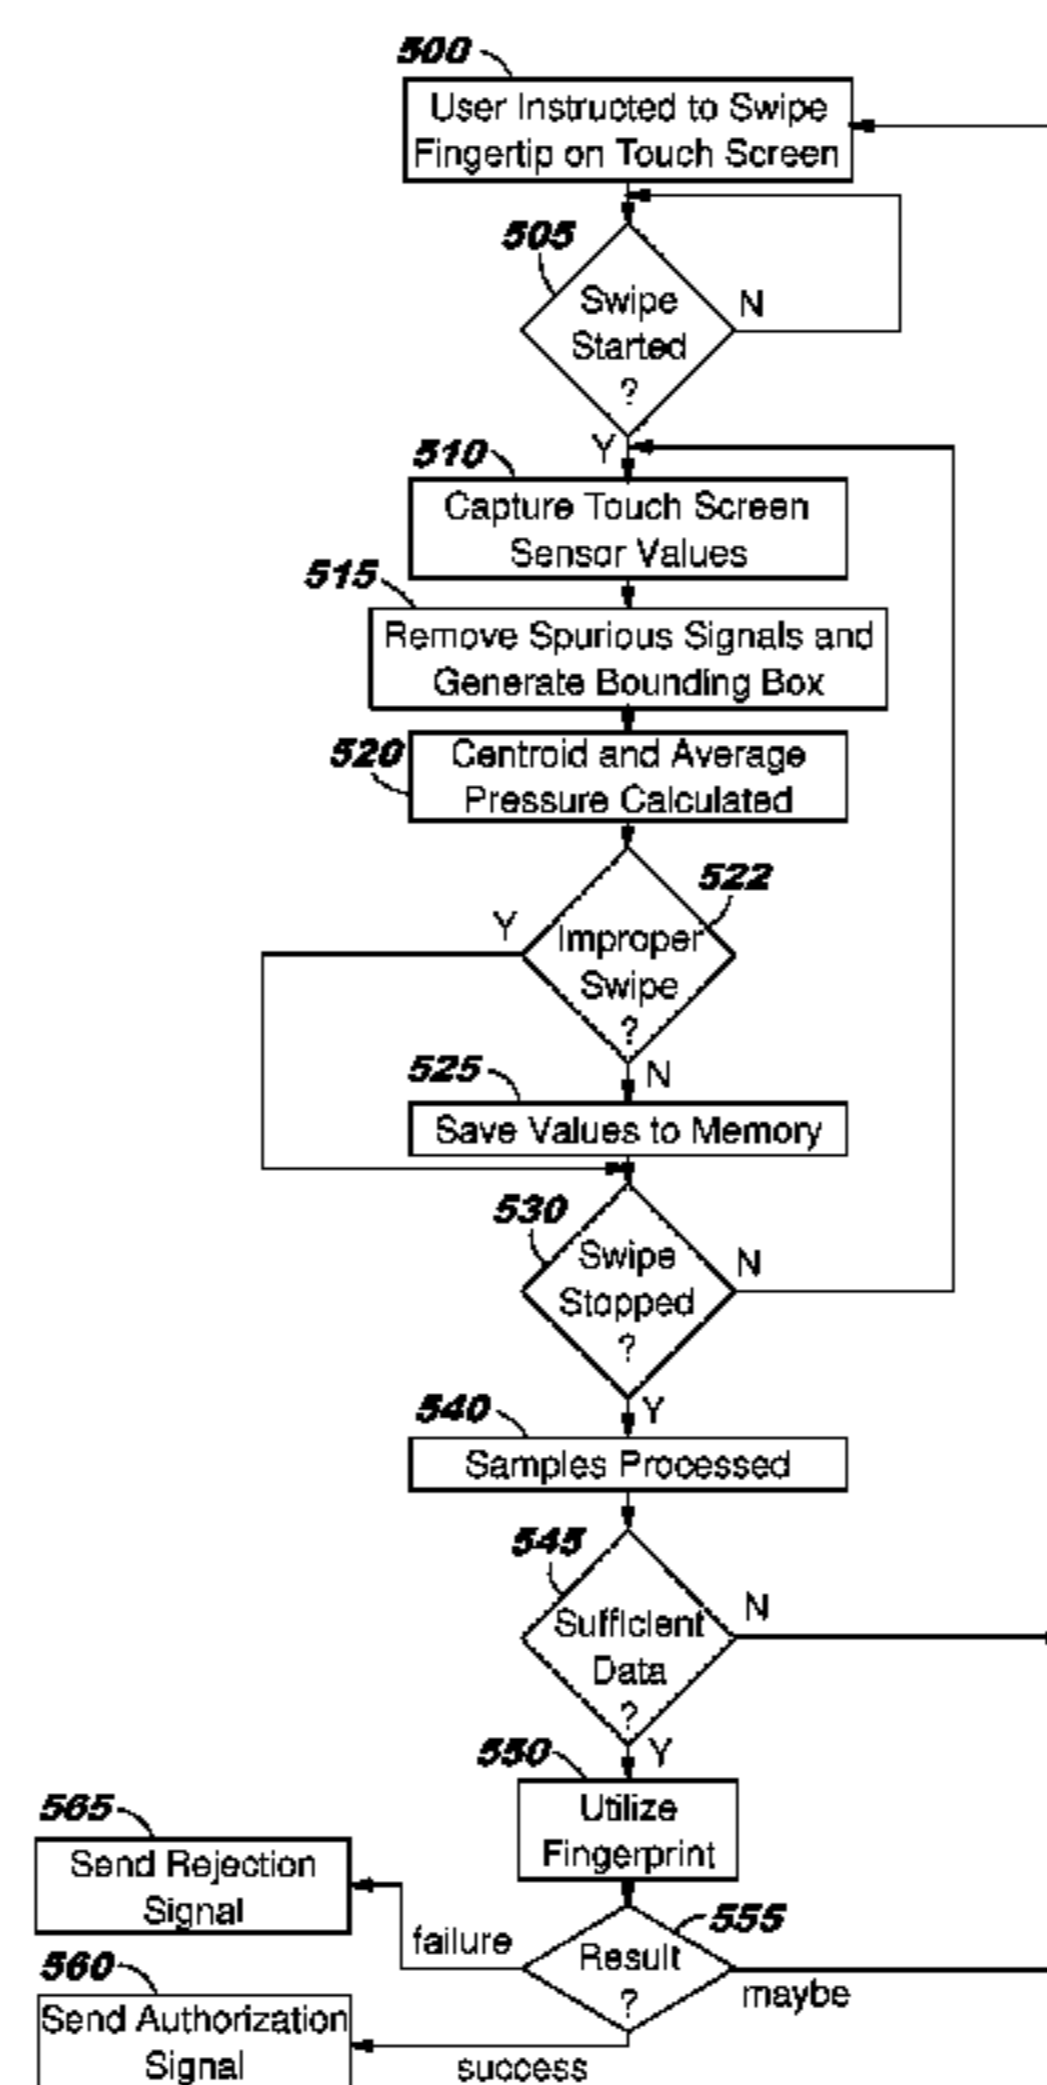 500
User Instructed to Swipe
Fingertip on Touch Screen
505
Swipe
Started
?
N
Y
510
Capture Touch Screen
Sensor Values
515
Remove Spurious Signals and
Generate Bounding Box
520
Centroid and Average
Pressure Calculated
522
Y
Improper
Swipe
?
N
525
Save Values to Memory
530
Swipe
Stopped
?
N
Y
540
Samples Processed
545
Sufficient
Data
?
N
Y
550
Utilize
Fingerprint
565
Send Rejection
Signal
failure
555
Result
?
maybe
560
Send Authorization
Signal
success